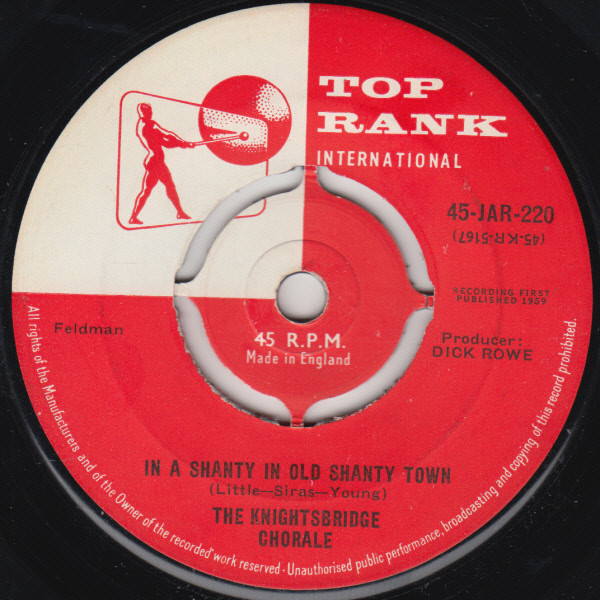 TOP
RANK
INTERNATIONAL
45-JAR-220
(45-K-R-5167)
RECORDING FIRST
PUBLISHED 1959
Feldman
45 R.P.M.
Made in England
Producer:
DICK ROWE
IN A SHANTY IN OLD SHANTY TOWN
(Little—Siras—Young)
THE KNIGHTSBRIDGE
CHORALE
All rights of the Manufacturers and of the Owner of the recorded work reserved - Unauthorised public performance, broadcasting and copying of this record prohibited.